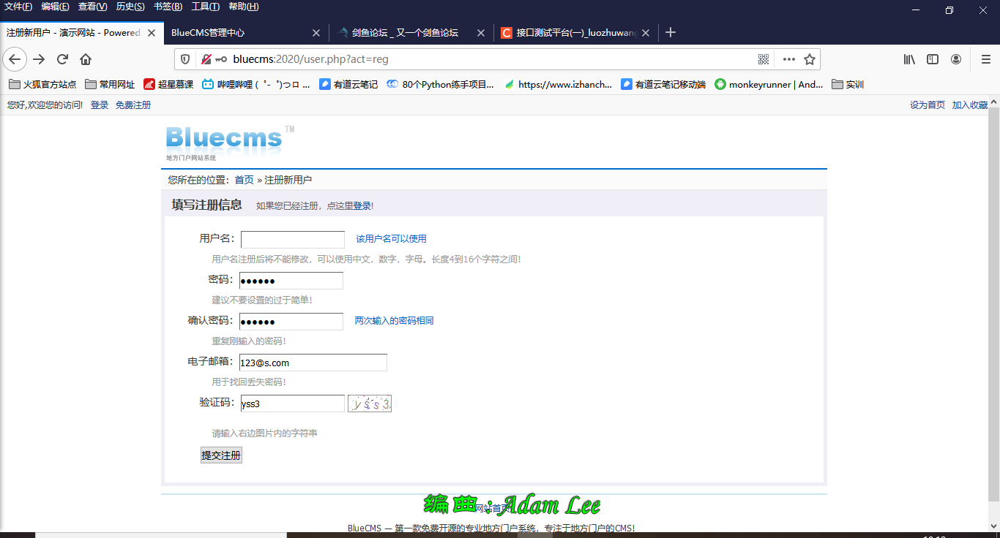 文件(F) 编辑(E) 查看(V) 历史(S) 书签(B) 工具(T) 帮助(H)
注册新用户 - 演示网站 - Powered BlueCMS管理中心 剑鱼论坛 _ 又一个剑鱼论坛 接口测试平台(一)_luozhuwang
bluecms:2020/user.php?act=reg
火狐官方站点 常用网址 超星慕课 哔哩哔哩 ( ゜- ゜)つロ ... 有道云笔记 80个Python练手项目... https://www.izhanch... 有道云笔记移动端 monkeyrunner | And... 实训
您好,欢迎您的访问! 登录 免费注册 设为首页 加入收藏
Bluecms TM
地方门户网站系统
您所在的位置：首页 » 注册新用户
填写注册信息 如果您已经注册，点这里登录!
用户名： 该用户名可以使用
用户名注册后将不能修改，可以使用中文，数字，字母。长度4到16个字符之间!
密码： ●●●●●●
建议不要设置的过于简单!
确认密码： ●●●●●● 两次输入的密码相同
重复刚输入的密码!
电子邮箱： 123@s.com
用于找回丢失密码!
验证码： yss3 yss3
请输入右边图片内的字符串
提交注册
编曲：Adam Lee
网站首页
BlueCMS — 第一款免费开源的专业地方门户系统，专注于地方门户的CMS!